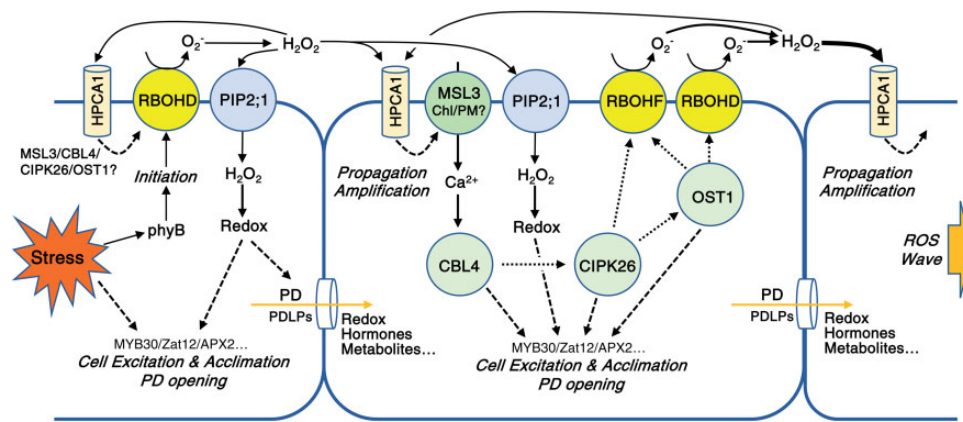 O₂⁻
H₂O₂
HPCA1
RBOHD
PIP2;1
MSL3/CBL4/
CIPK26/OST1?
Initiation
H₂O₂
phyB
Redox
Stress
PD
PDLPs
MYB30/Zat12/APX2...
Cell Excitation & Acclimation
PD opening
Redox
Hormones
Metabolites...
HPCA1
MSL3
Chl/PM?
PIP2;1
RBOHF
RBOHD
O₂⁻
O₂⁻
H₂O₂
Propagation
Amplification
Ca²⁺
H₂O₂
Redox
CBL4
CIPK26
OST1
MYB30/Zat12/APX2...
Cell Excitation & Acclimation
PD opening
PD
PDLPs
Redox
Hormones
Metabolites...
HPCA1
Propagation
Amplification
ROS
Wave